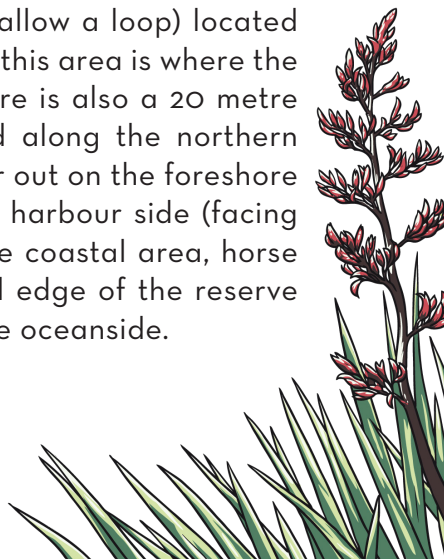 allow a loop) located
this area is where the
re is also a 20 metre
along the northern
out on the foreshore
harbour side (facing
e coastal area, horse
edge of the reserve
e oceanside.